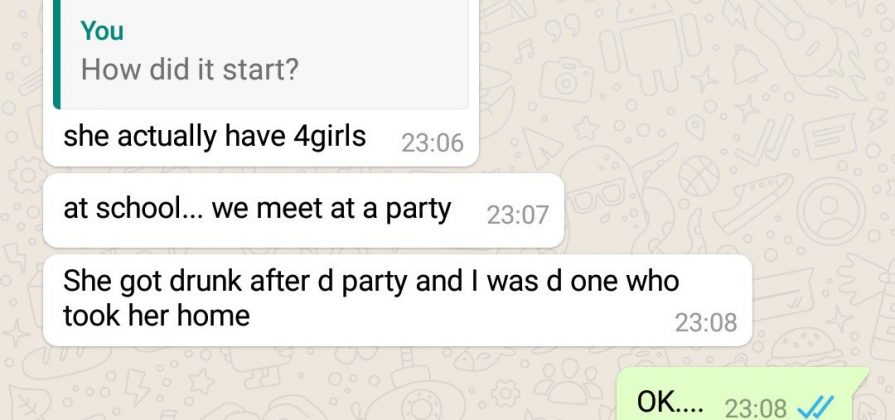 You
How did it start?
she actually have 4girls 23:06
at school... we meet at a party 23:07
She got drunk after d party and I was d one who
took her home 23:08
OK.... 23:08